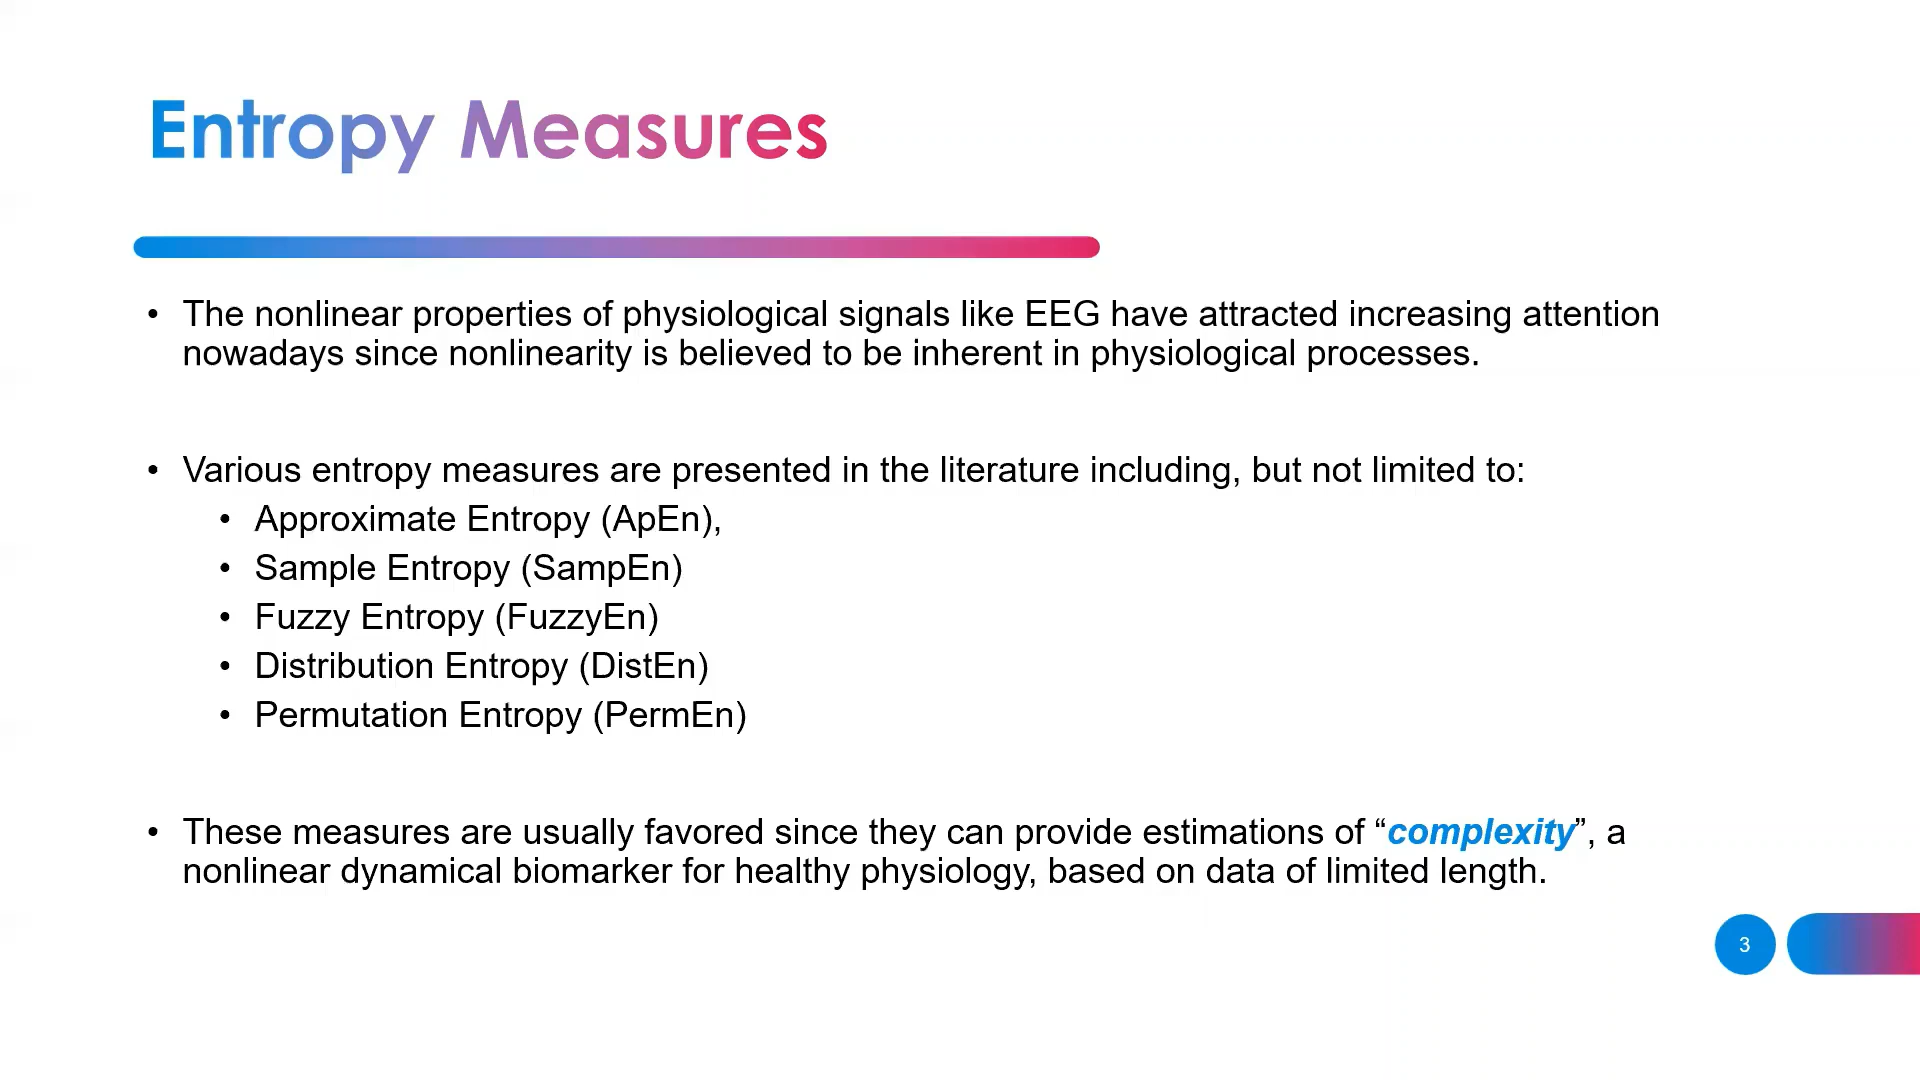 Entropy Measures
• The nonlinear properties of physiological signals like EEG have attracted increasing attention
nowadays since nonlinearity is believed to be inherent in physiological processes.
• Various entropy measures are presented in the literature including, but not limited to:
• Approximate Entropy (ApEn),
• Sample Entropy (SampEn)
• Fuzzy Entropy (FuzzyEn)
• Distribution Entropy (DistEn)
• Permutation Entropy (PermEn)
• These measures are usually favored since they can provide estimations of “complexity”, a
nonlinear dynamical biomarker for healthy physiology, based on data of limited length.
3